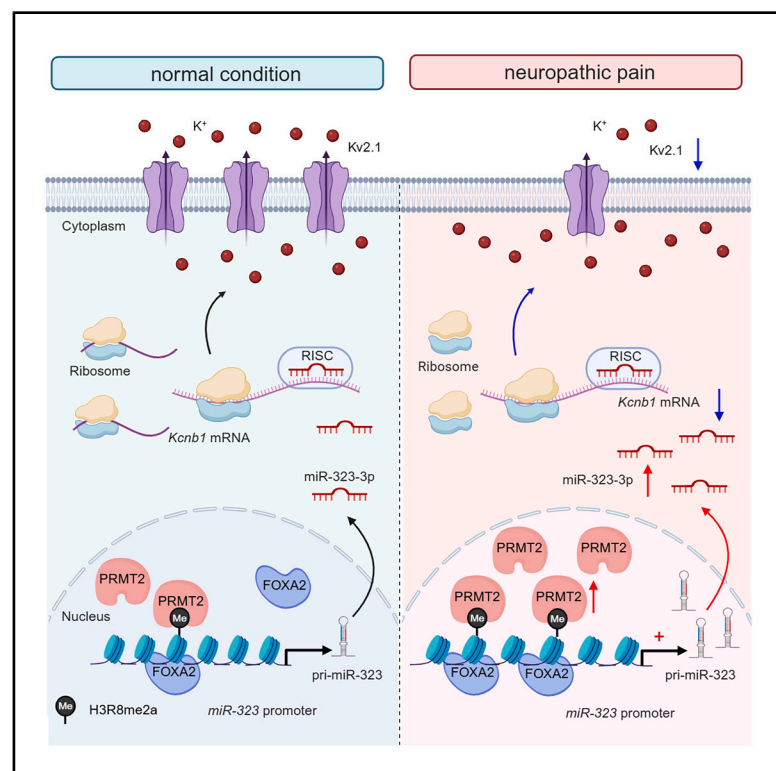 normal condition
neuropathic pain
K+
Kv2.1
K+
Kv2.1
Cytoplasm
Ribosome
RISC
Kcnb1 mRNA
Ribosome
RISC
Kcnb1 mRNA
miR-323-3p
miR-323-3p
PRMT2
PRMT2
Me
FOXA2
Nucleus
FOXA2
pri-miR-323
PRMT2
PRMT2
PRMT2
PRMT2
Me
Me
+
FOXA2
FOXA2
pri-miR-323
Me
H3R8me2a
miR-323 promoter
miR-323 promoter